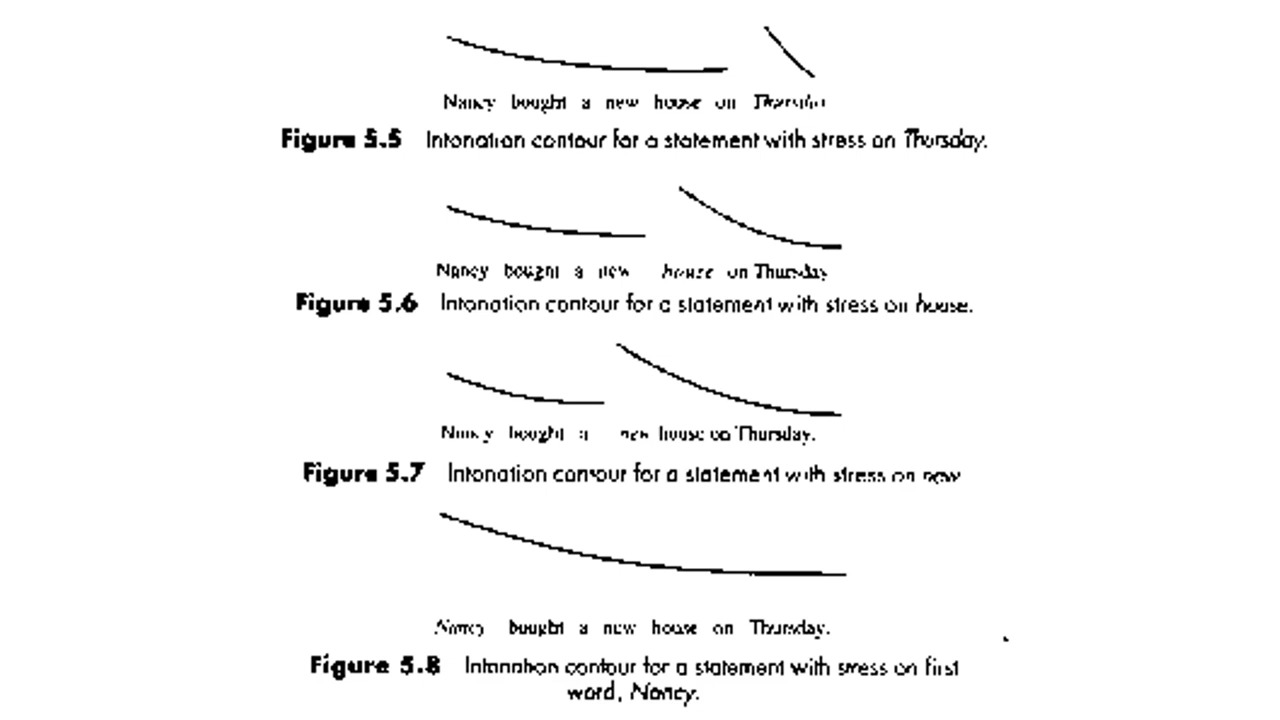 Nancy bought a new house on Thursday
Figure 5.5 Intonation contour for a statement with stress on Thursday.
Nancy bought a new house on Thursday
Figure 5.6 Intonation contour for a statement with stress on house.
Nancy bought a new house on Thursday.
Figure 5.7 Intonation contour for a statement with stress on new
Nancy bought a new house on Thursday.
Figure 5.8 Intonation contour for a statement with stress on first
word, Nancy.